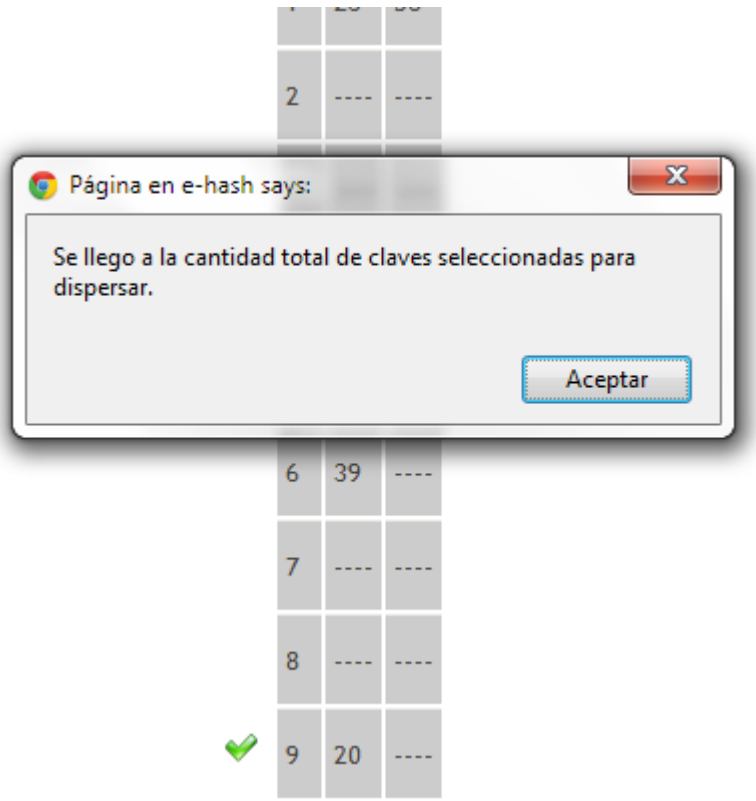 2 ---- ----
Página en e-hash says:
Se llego a la cantidad total de claves seleccionadas para
dispersar.
Aceptar
6 39 ----
7 ---- ----
8 ---- ----
9 20 ----